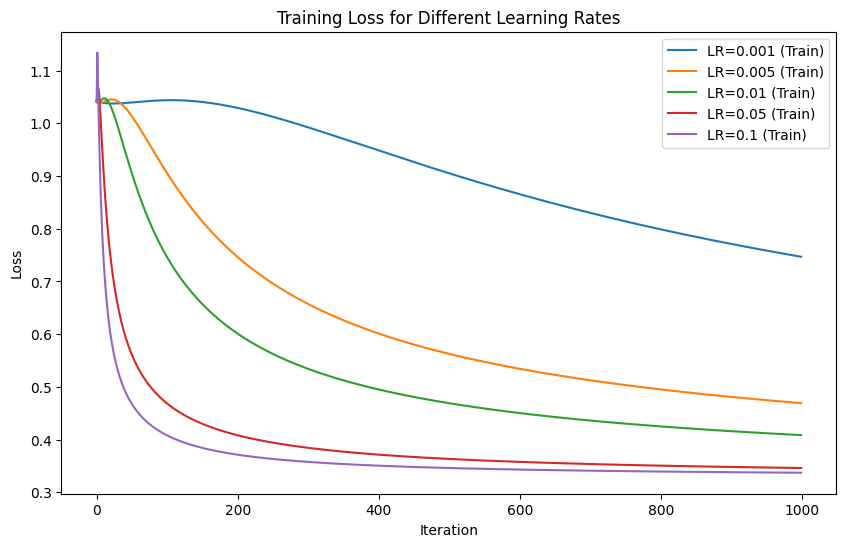 Training Loss for Different Learning Rates
LR=0.001 (Train)
LR=0.005 (Train)
LR=0.01 (Train)
LR=0.05 (Train)
LR=0.1 (Train)
1.1
1.0
0.9
0.8
0.7
0.6
0.5
0.4
0.3
Loss
0 200 400 600 800 1000
Iteration